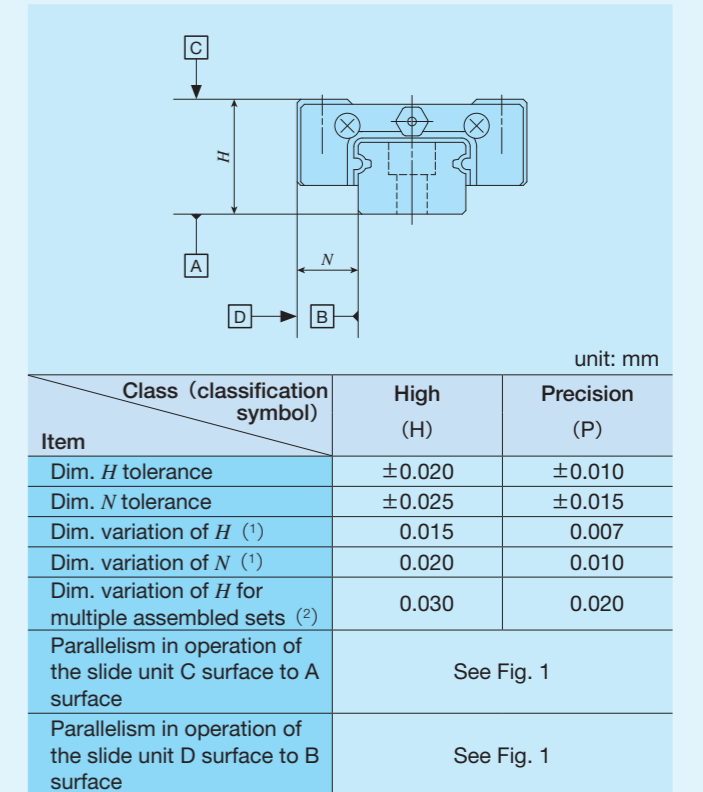 C
H
A
N
D
B
unit: mm
Class（classification
symbol）
Item
High
（H）
Precision
（P）
Dim. H tolerance
±0.020
±0.010
Dim. N tolerance
±0.025
±0.015
Dim. variation of H（¹）
0.015
0.007
Dim. variation of N（¹）
0.020
0.010
Dim. variation of H for
multiple assembled sets（²）
0.030
0.020
Parallelism in operation of
the slide unit C surface to A
surface
See Fig. 1
Parallelism in operation of
the slide unit D surface to B
surface
See Fig. 1